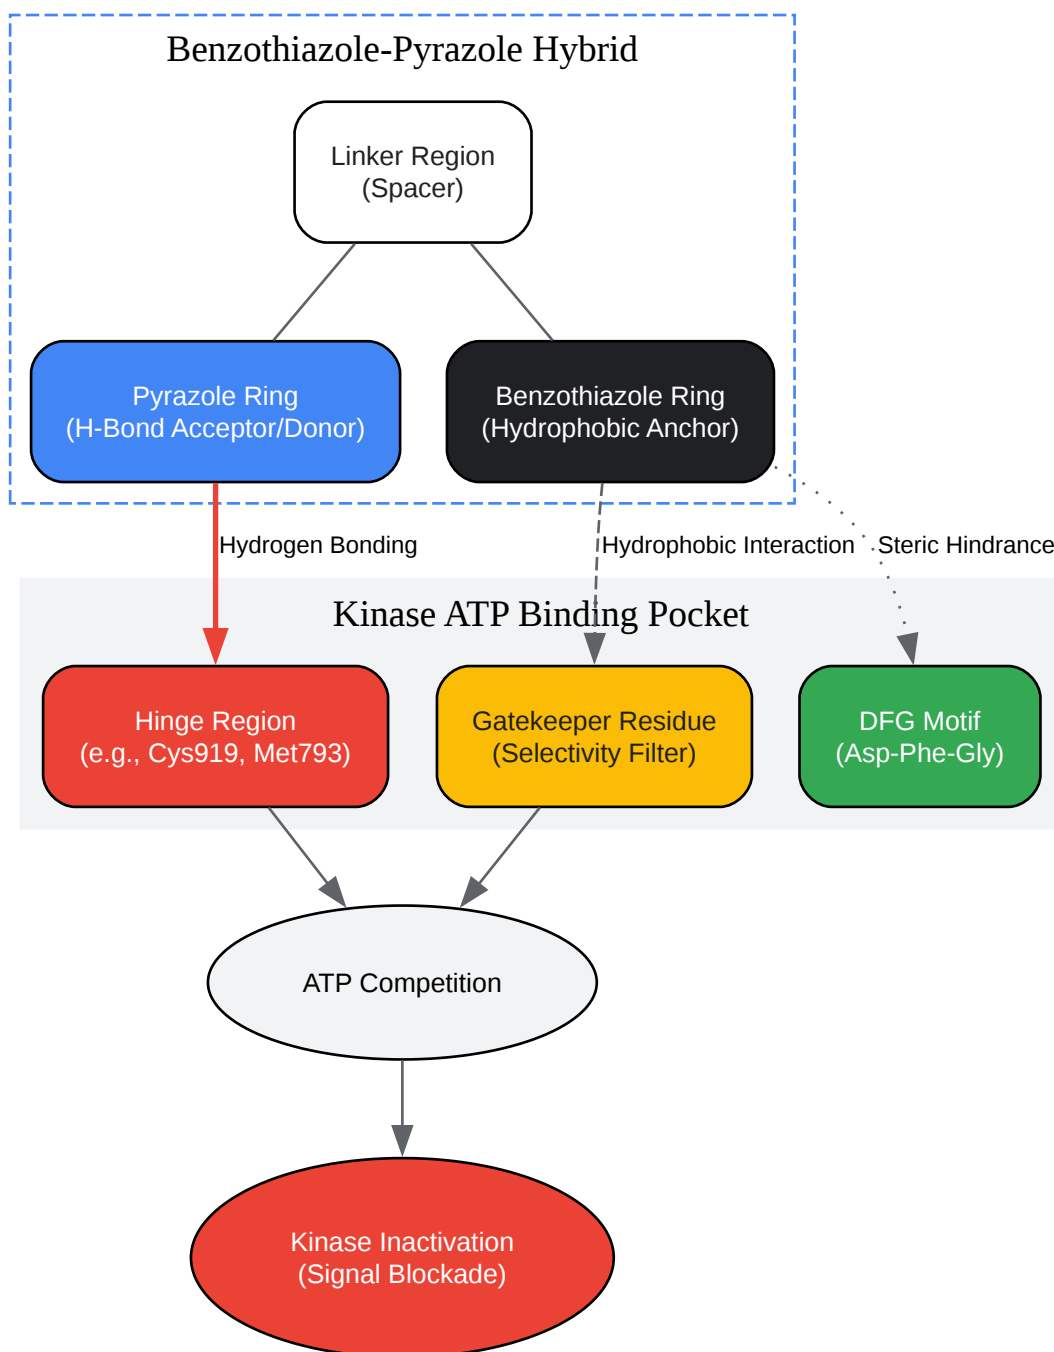 Benzothiazole-Pyrazole Hybrid
Linker Region
(Spacer)
Pyrazole Ring
(H-Bond Acceptor/Donor)
Benzothiazole Ring
(Hydrophobic Anchor)
Hydrogen Bonding
Hydrophobic Interaction
Steric Hindrance
Kinase ATP Binding Pocket
Hinge Region
(e.g., Cys919, Met793)
Gatekeeper Residue
(Selectivity Filter)
DFG Motif
(Asp-Phe-Gly)
ATP Competition
Kinase Inactivation
(Signal Blockade)